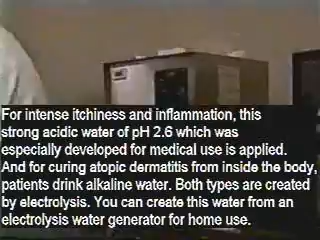 For intense itchiness and inflammation, this
strong acidic water of pH 2.6 which was
especially developed for medical use is applied.
And for curing atopic dermatitis from inside the body,
patients drink alkaline water. Both types are created
by electrolysis. You can create this water from an
electrolysis water generator for home use.